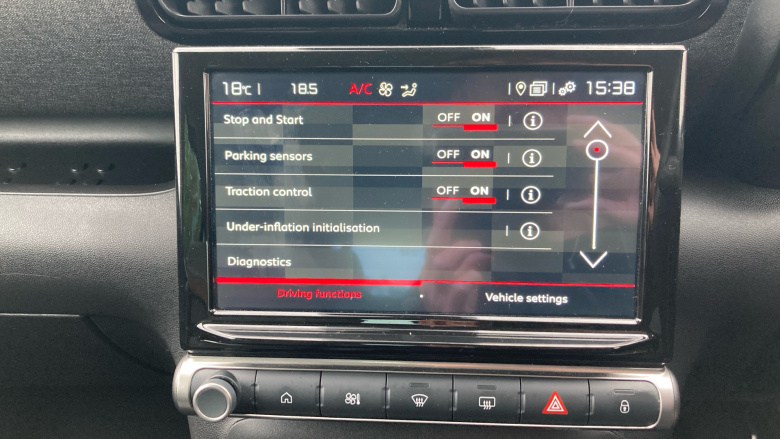 18°C 18.5 A/C 15:38
Stop and Start OFF ON i
Parking sensors OFF ON i
Traction control OFF ON i
Under-inflation initialisation i
Diagnostics
Driving functions Vehicle settings